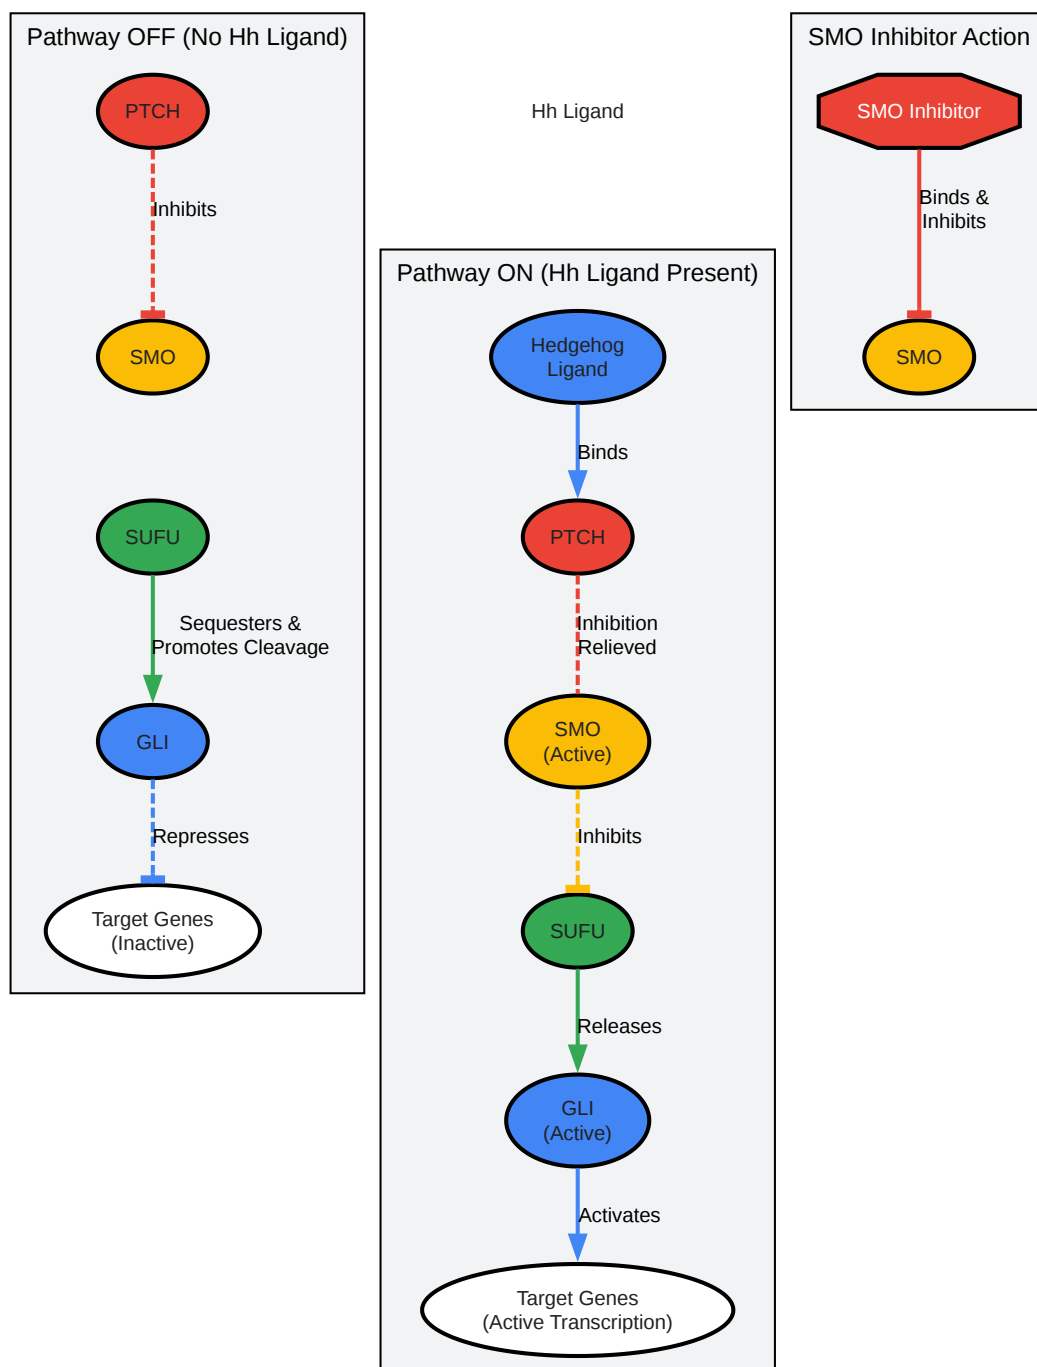 Pathway OFF (No Hh Ligand)
PTCH
Inhibits
SMO
SUFU
Sequesters &
Promotes Cleavage
GLI
Represses
Target Genes
(Inactive)
Hh Ligand
Pathway ON (Hh Ligand Present)
Hedgehog
Ligand
Binds
PTCH
Inhibition
Relieved
SMO
(Active)
Inhibits
SUFU
Releases
GLI
(Active)
Activates
Target Genes
(Active Transcription)
SMO Inhibitor Action
SMO Inhibitor
Binds &
Inhibits
SMO